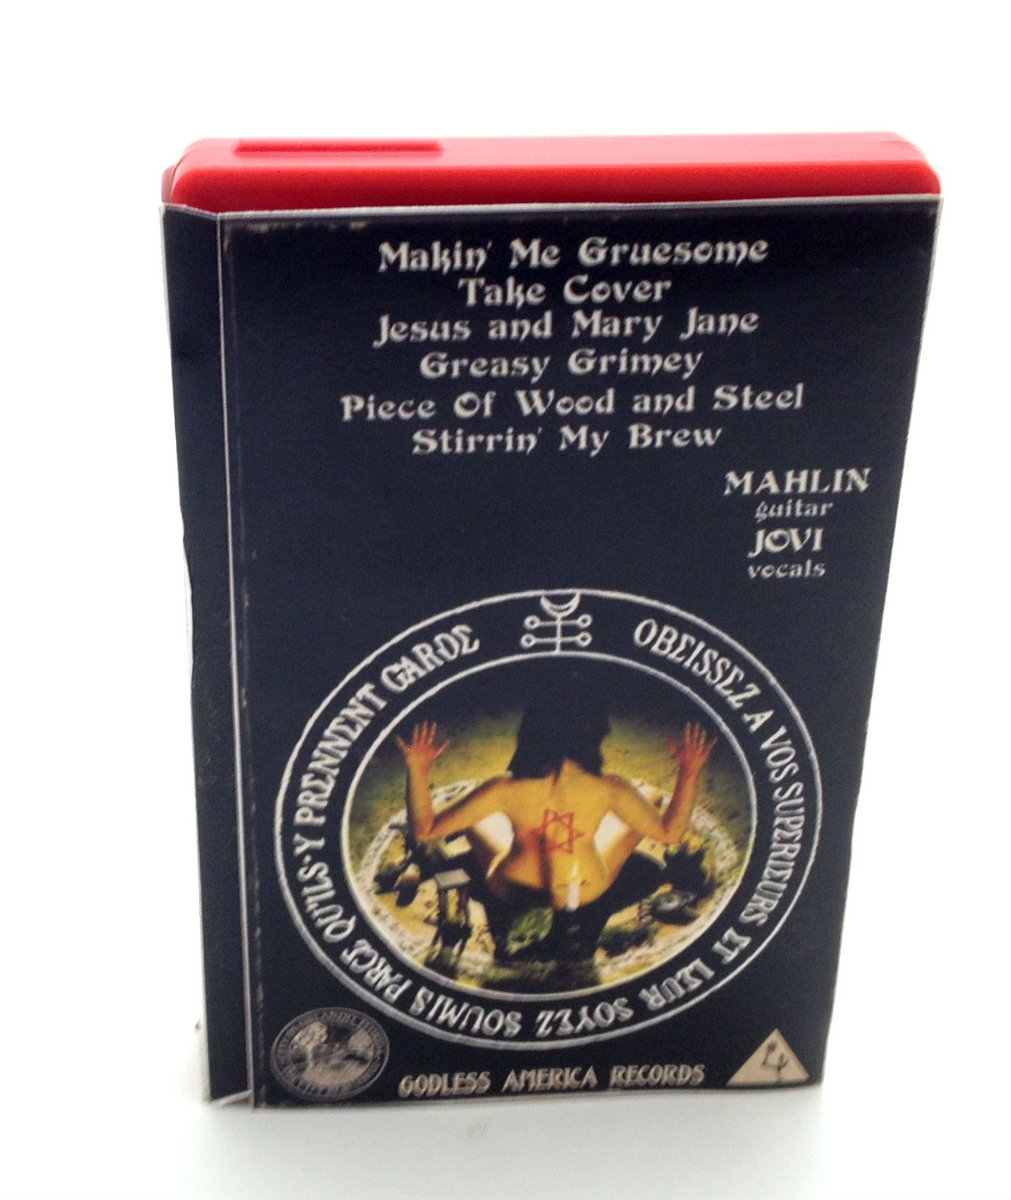 Makin' Me Gruesome
Take Cover
Jesus and Mary Jane
Greasy Grimey
Piece Of Wood and Steel
Stirrin' My Brew
MAHLIN
guitar
JOVI
vocals
OBEISSEZ A VOS SUPERIEURS ET LEUR SOYEZ SOUMIS PARCE QU'ILS · Y PRENNENT GARDE
GODLESS AMERICA RECORDS